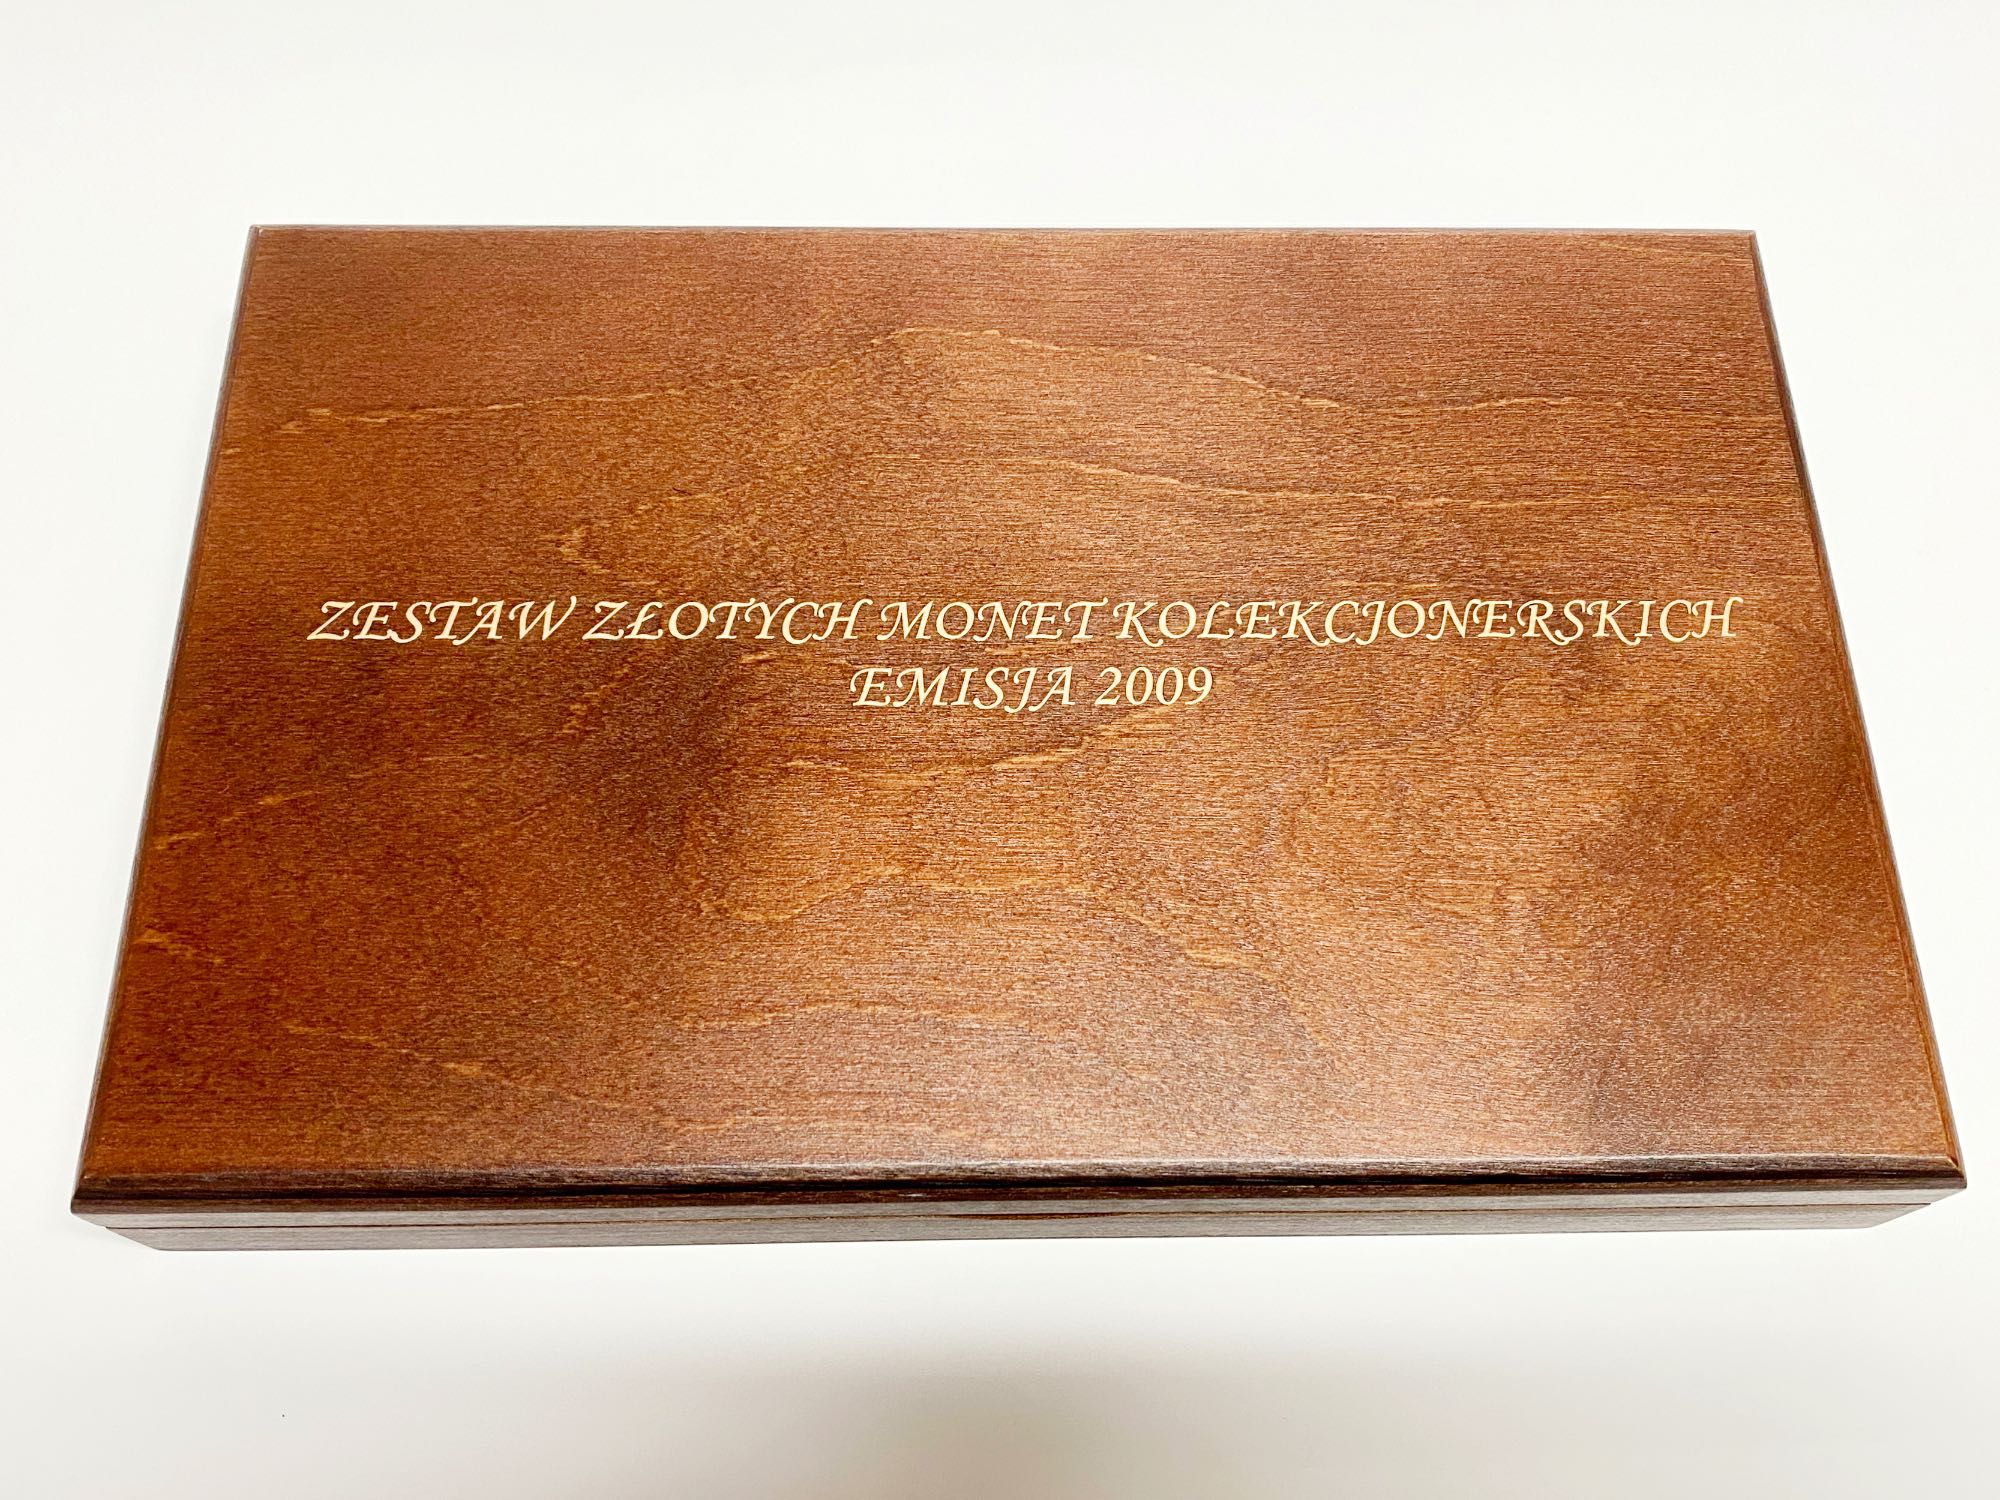 ZESTAW ZŁOTYCH MONET KOLEKCJONERSKICH
EMISJA 2009